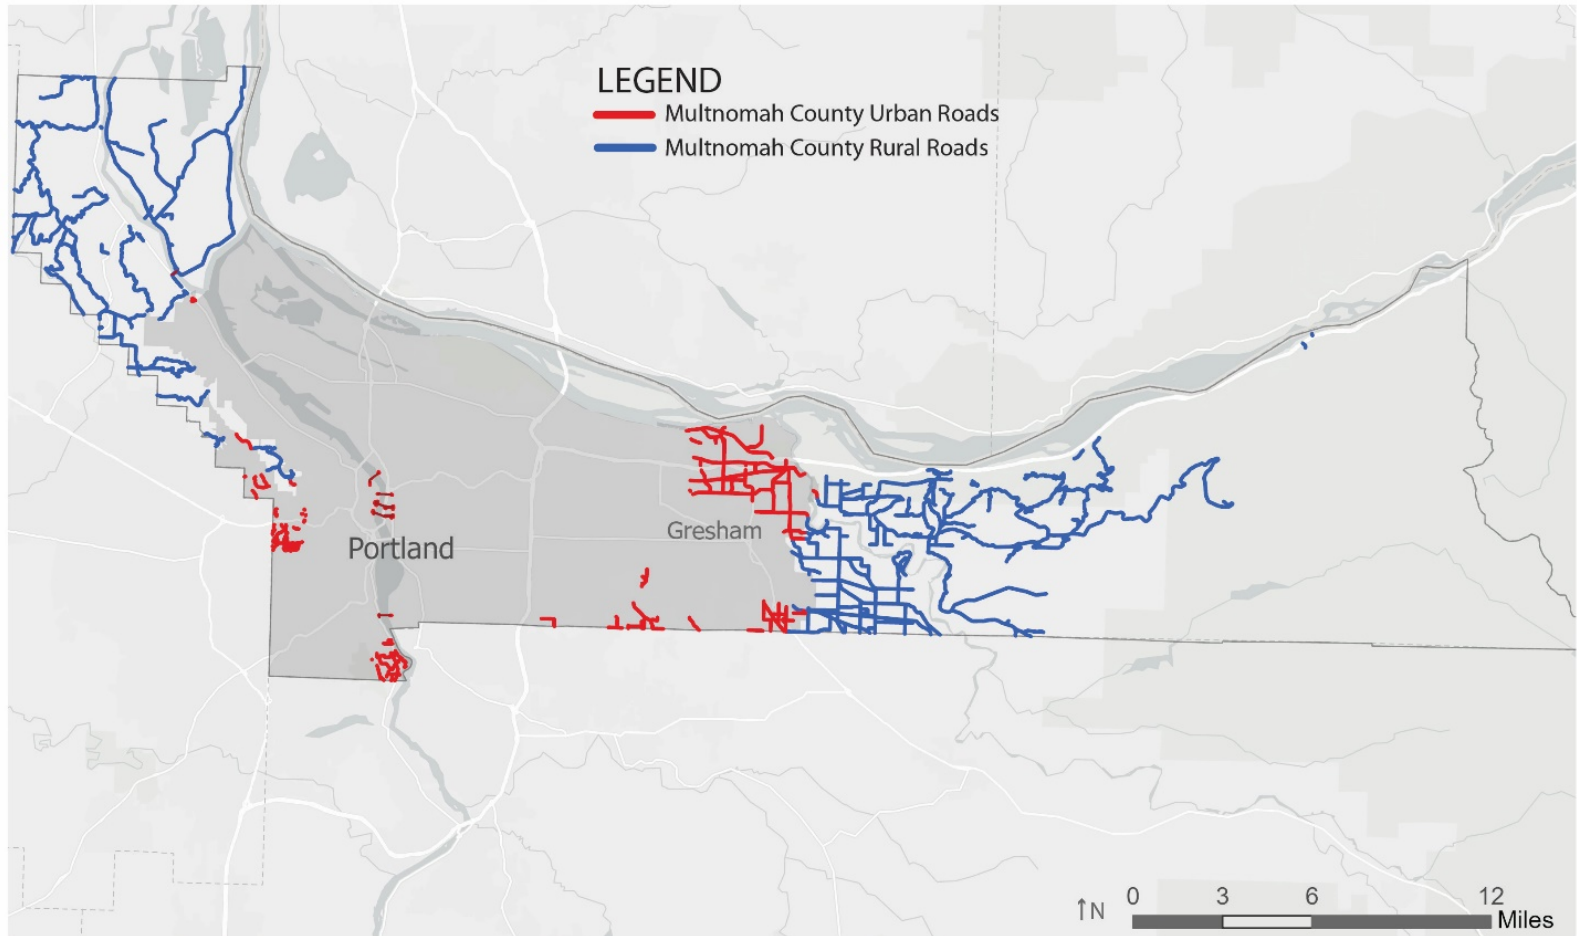 LEGEND
Multnomah County Urban Roads
Multnomah County Rural Roads
Gresham
Portland
↑N
0 3 6 12
Miles